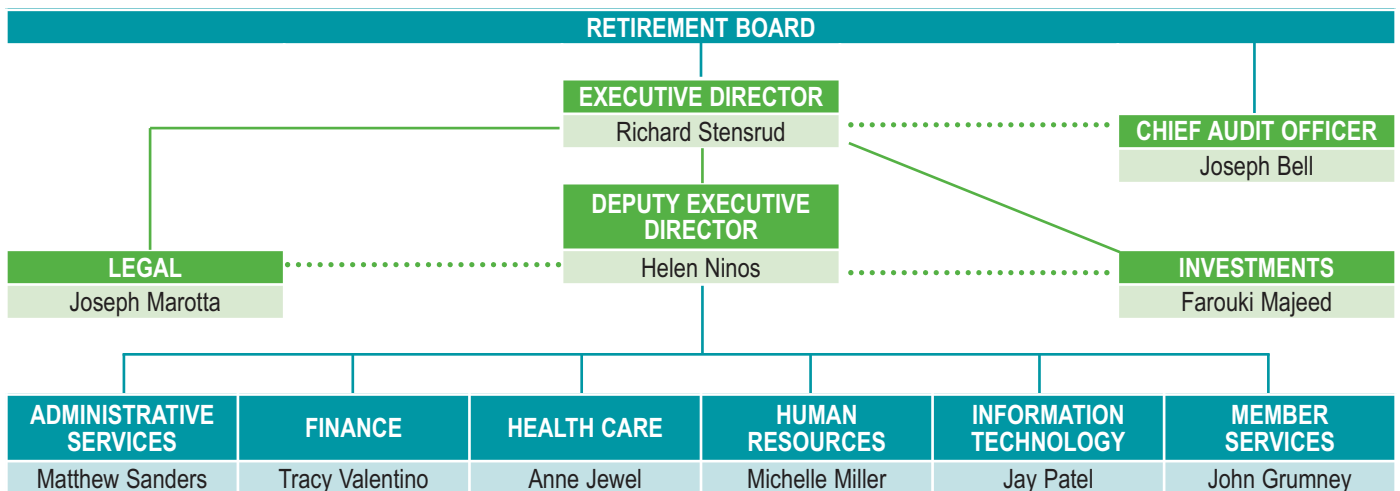 RETIREMENT BOARD
EXECUTIVE DIRECTOR
Richard Stensrud
CHIEF AUDIT OFFICER
Joseph Bell
DEPUTY EXECUTIVE
DIRECTOR
Helen Ninos
LEGAL
Joseph Marotta
INVESTMENTS
Farouki Majeed
ADMINISTRATIVE
SERVICES
Matthew Sanders
FINANCE
Tracy Valentino
HEALTH CARE
Anne Jewel
HUMAN
RESOURCES
Michelle Miller
INFORMATION
TECHNOLOGY
Jay Patel
MEMBER
SERVICES
John Grumney